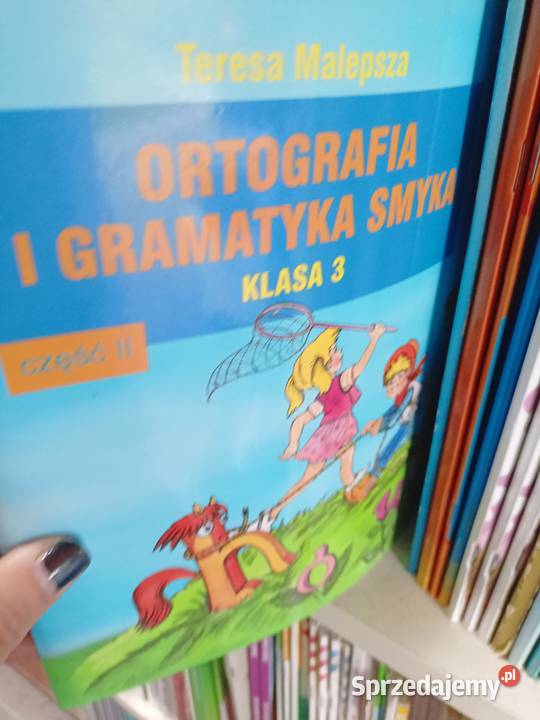 Teresa Malepsza
ORTOGRAFIA
I GRAMATYKA SMYKA
KLASA 3
część II
Sprzedajemy.pl